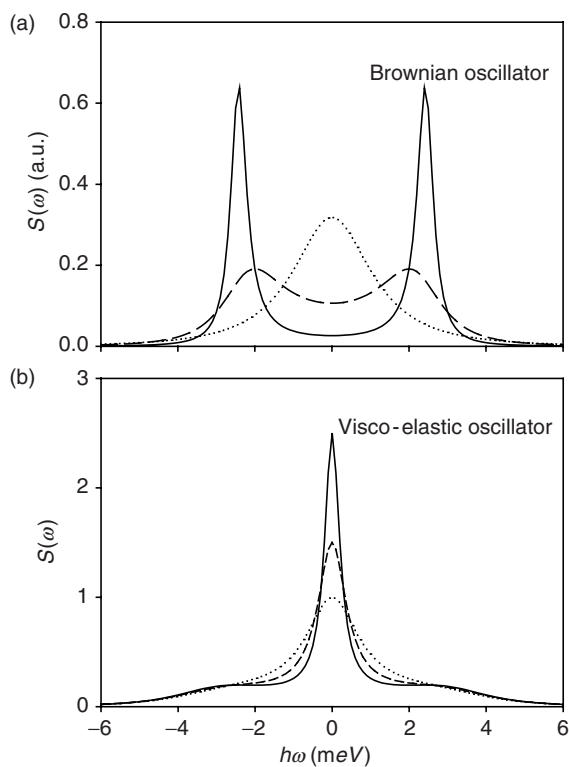 (a)
0.8
Brownian oscillator
0.6
S(ω) (a.u.)
0.4
0.2
0.0
(b)
3
Visco-elastic oscillator
2
S(ω)
1
0
−6 −4 −2 0 2 4 6
hω (meV)